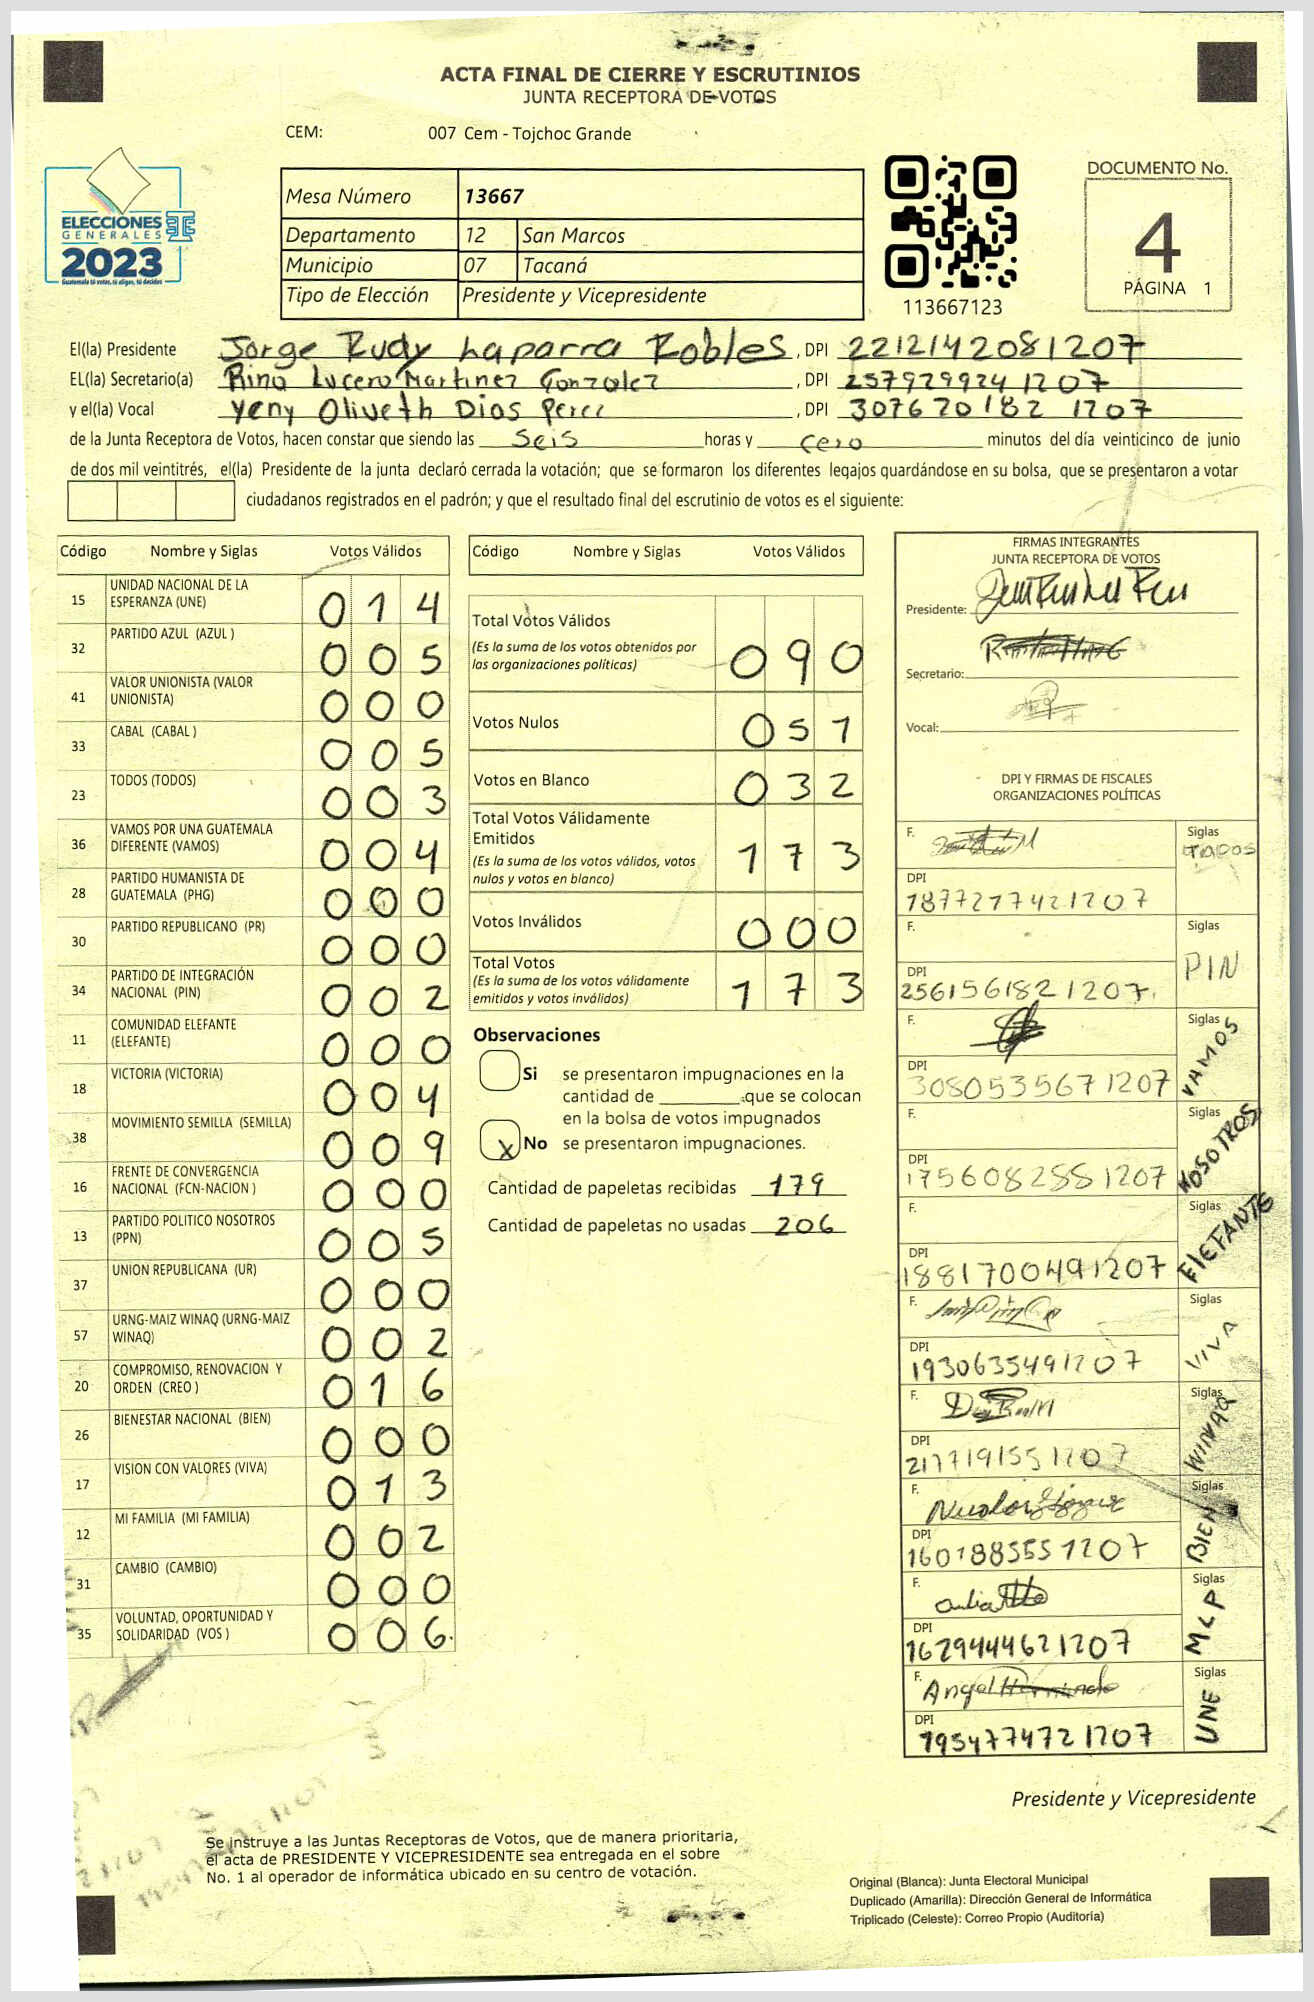 ACTA FINAL DE CIERRE Y ESCRUTINIOS
JUNTA RECEPTORA DE VOTOS
CEM: 007 Cem - Tojchoc Grande
ELECCIONES
GENERALES
2023
Guatemala tú votas, tú eliges, tú decides
Mesa Número 13667
Departamento 12 San Marcos
Municipio 07 Tacaná
Tipo de Elección Presidente y Vicepresidente
113667123
DOCUMENTO No.
4
PÁGINA 1
El(la) Presidente Jorge Rudy Laparra Robles, DPI 2212142081207
EL(la) Secretario(a) Rina Lucero Martinez Gonzalez, DPI 257929924 1207
y el(la) Vocal Yeny Oliveth Dios Perez, DPI 307670182 1207
de la Junta Receptora de Votos, hacen constar que siendo las seis horas y cero minutos del día veinticinco de junio
de dos mil veintitrés, el(la) Presidente de la junta declaró cerrada la votación; que se formaron los diferentes legajos quardándose en su bolsa, que se presentaron a votar
ciudadanos registrados en el padrón; y que el resultado final del escrutinio de votos es el siguiente:
Código Nombre y Siglas Votos Válidos
15 UNIDAD NACIONAL DE LA ESPERANZA (UNE) 014
32 PARTIDO AZUL (AZUL ) 005
41 VALOR UNIONISTA (VALOR UNIONISTA) 000
33 CABAL (CABAL ) 005
23 TODOS (TODOS) 003
36 VAMOS POR UNA GUATEMALA DIFERENTE (VAMOS) 004
28 PARTIDO HUMANISTA DE GUATEMALA (PHG) 000
30 PARTIDO REPUBLICANO (PR) 000
34 PARTIDO DE INTEGRACIÓN NACIONAL (PIN) 002
11 COMUNIDAD ELEFANTE (ELEFANTE) 000
18 VICTORIA (VICTORIA) 004
38 MOVIMIENTO SEMILLA (SEMILLA) 009
16 FRENTE DE CONVERGENCIA NACIONAL (FCN-NACION ) 000
13 PARTIDO POLITICO NOSOTROS (PPN) 005
37 UNION REPUBLICANA (UR) 000
57 URNG-MAIZ WINAQ (URNG-MAIZ WINAQ) 002
20 COMPROMISO, RENOVACION Y ORDEN (CREO ) 016
26 BIENESTAR NACIONAL (BIEN) 000
17 VISION CON VALORES (VIVA) 013
12 MI FAMILIA (MI FAMILIA) 002
31 CAMBIO (CAMBIO) 000
35 VOLUNTAD, OPORTUNIDAD Y SOLIDARIDAD (VOS ) 006
Código Nombre y Siglas Votos Válidos
Total Votos Válidos 090
(Es la suma de los votos obtenidos por
las organizaciones políticas)
Votos Nulos 051
Votos en Blanco 032
Total Votos Válidamente
Emitidos 173
(Es la suma de los votos válidos, votos
nulos y votos en blanco)
Votos Inválidos 000
Total Votos 173
(Es la suma de los votos válidamente
emitidos y votos inválidos)
Observaciones
Si se presentaron impugnaciones en la
cantidad de ________ que se colocan
en la bolsa de votos impugnados
x No se presentaron impugnaciones.
Cantidad de papeletas recibidas 179
Cantidad de papeletas no usadas 206
FIRMAS INTEGRANTES
JUNTA RECEPTORA DE VOTOS
Presidente:
Secretario:
Vocal:
DPI Y FIRMAS DE FISCALES
ORGANIZACIONES POLÍTICAS
F. Siglas TODOS
DPI 1877277421207
F. Siglas PIN
DPI 2561561821207
F. Siglas VAMOS
DPI 3080535671207
F. Siglas NOSOTROS
DPI 1756082881207
F. Siglas ElEFANTE
DPI 1881700491207
F. Siglas VIVA
DPI 1930635491207
F. Siglas WINAQ
DPI 2177191551207
F. Siglas BIEN
DPI 1601885551207
F. Siglas MLP
DPI 1629444621207
F. Angel Siglas UNE
DPI 1954774721207
Presidente y Vicepresidente
Se instruye a las Juntas Receptoras de Votos, que de manera prioritaria,
el acta de PRESIDENTE Y VICEPRESIDENTE sea entregada en el sobre
No. 1 al operador de informática ubicado en su centro de votación.
Original (Blanca): Junta Electoral Municipal
Duplicado (Amarilla): Dirección General de Informática
Triplicado (Celeste): Correo Propio (Auditoría)